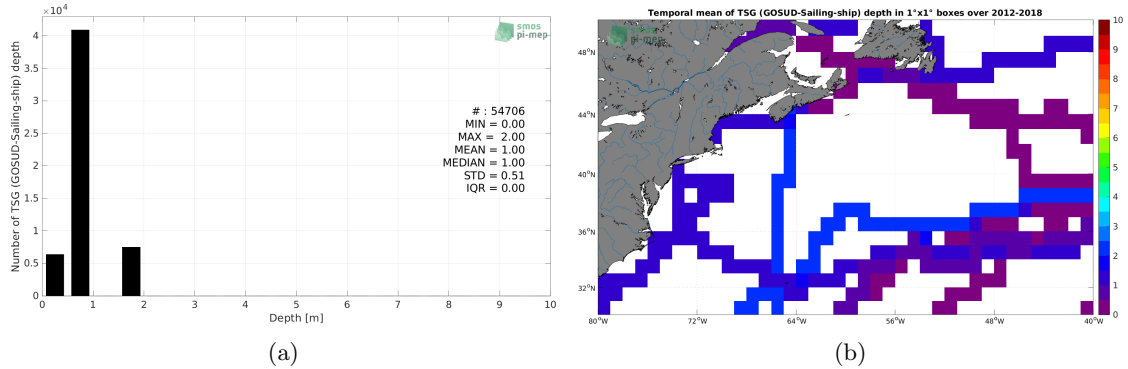 ×10⁴
4
3.5
3
2.5
2
1.5
1
0.5
0
Number of TSG (GOSUD-Sailing-ship) depth
smos
pi-mep
# : 54706
MIN = 0.00
MAX = 2.00
MEAN = 1.00
MEDIAN = 1.00
STD = 0.51
IQR = 0.00
0 1 2 3 4 5 6 7 8 9 10
Depth [m]
(a)
Temporal mean of TSG (GOSUD-Sailing-ship) depth in 1°x1° boxes over 2012-2018
smos
pi-mep
48°N
44°N
40°N
36°N
32°N
80°W 72°W 64°W 56°W 48°W 40°W
10
9
8
7
6
5
4
3
2
1
0
(b)